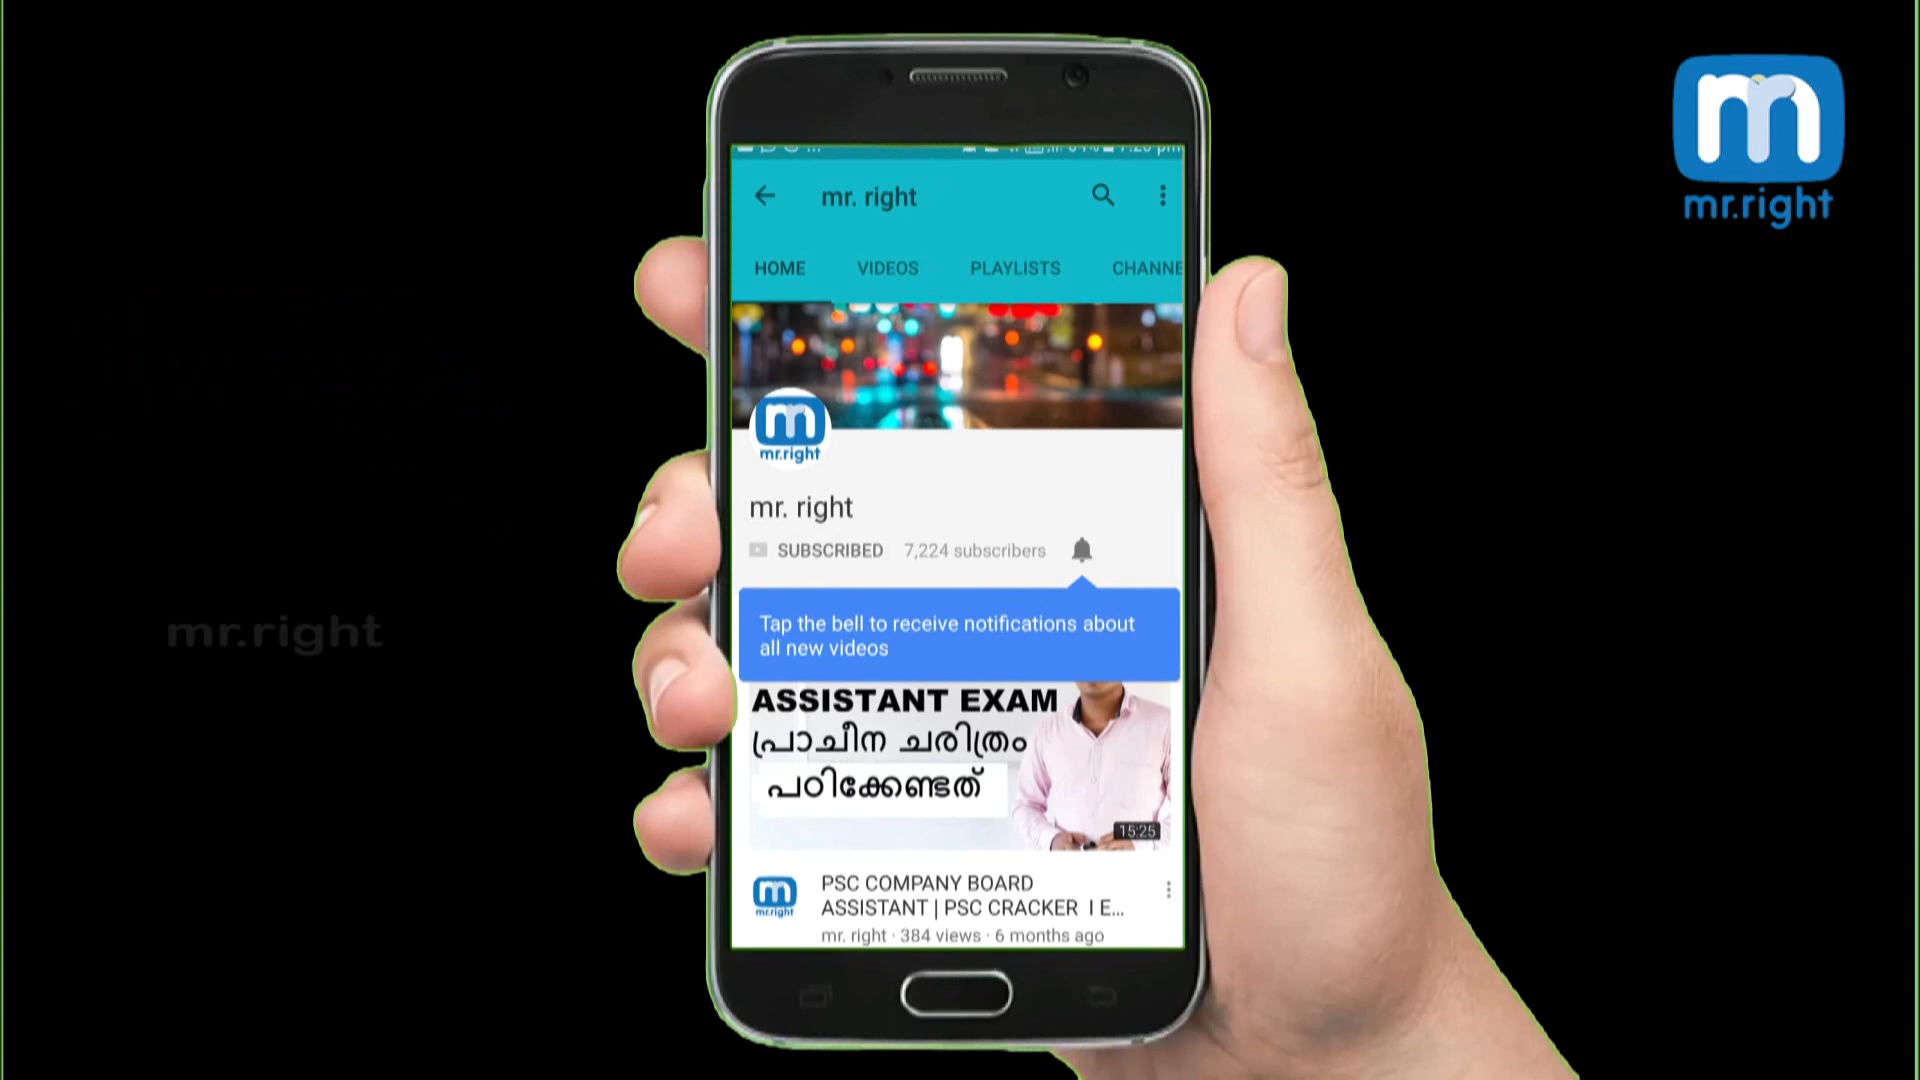 mr.right
mr. right
HOME VIDEOS PLAYLISTS CHANNE
mr.right
mr. right
SUBSCRIBED 7,224 subscribers
Tap the bell to receive notifications about
all new videos
mr.right
ASSISTANT EXAM
പ്രാചീന ചരിത്രം
പഠിക്കേണ്ടത്
15:25
PSC COMPANY BOARD
ASSISTANT | PSC CRACKER I E...
mr.right
mr. right · 384 views · 6 months ago